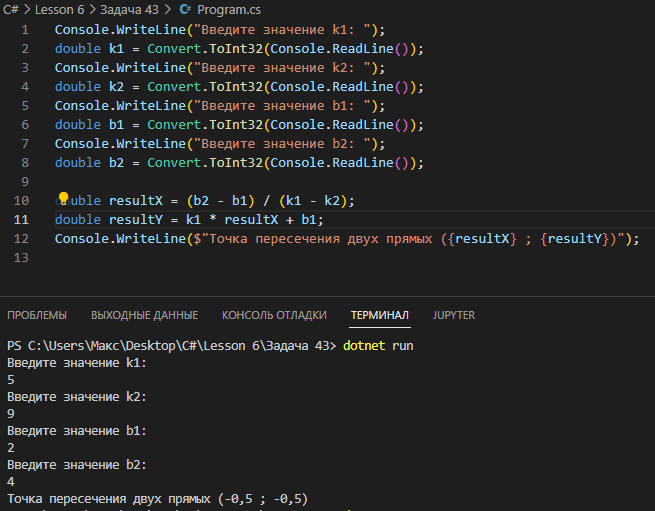 C# > Lesson 6 > Задача 43 > Program.cs
1 Console.WriteLine("Введите значение k1: ");
2 double k1 = Convert.ToInt32(Console.ReadLine());
3 Console.WriteLine("Введите значение k2: ");
4 double k2 = Convert.ToInt32(Console.ReadLine());
5 Console.WriteLine("Введите значение b1: ");
6 double b1 = Convert.ToInt32(Console.ReadLine());
7 Console.WriteLine("Введите значение b2: ");
8 double b2 = Convert.ToInt32(Console.ReadLine());
9
10 double resultX = (b2 - b1) / (k1 - k2);
11 double resultY = k1 * resultX + b1;
12 Console.WriteLine($"Точка пересечения двух прямых ({resultX} ; {resultY})");
13
ПРОБЛЕМЫ ВЫХОДНЫЕ ДАННЫЕ КОНСОЛЬ ОТЛАДКИ ТЕРМИНАЛ JUPYTER
PS C:\Users\Макс\Desktop\C#\Lesson 6\Задача 43> dotnet run
Введите значение k1:
5
Введите значение k2:
9
Введите значение b1:
2
Введите значение b2:
4
Точка пересечения двух прямых (-0,5 ; -0,5)